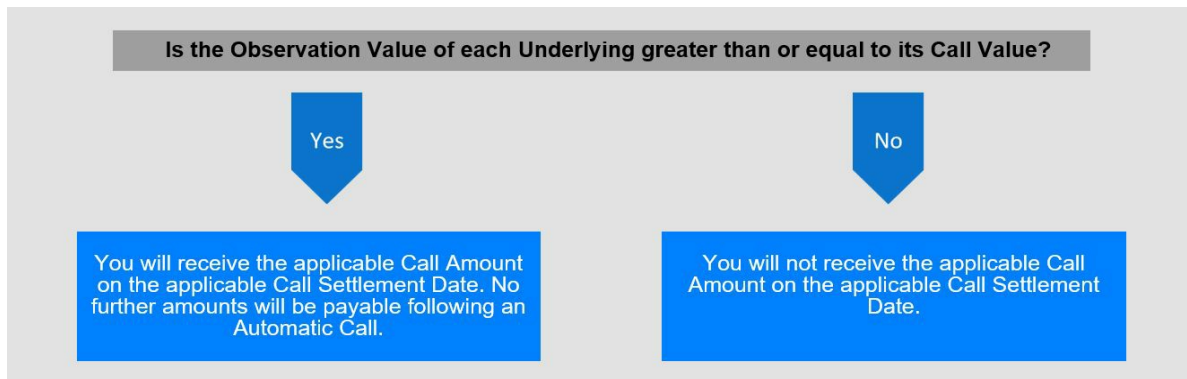 Is the Observation Value of each Underlying greater than or equal to its Call Value?
Yes
No
You will receive the applicable Call Amount
on the applicable Call Settlement Date. No
further amounts will be payable following an
Automatic Call.
You will not receive the applicable Call
Amount on the applicable Call Settlement
Date.